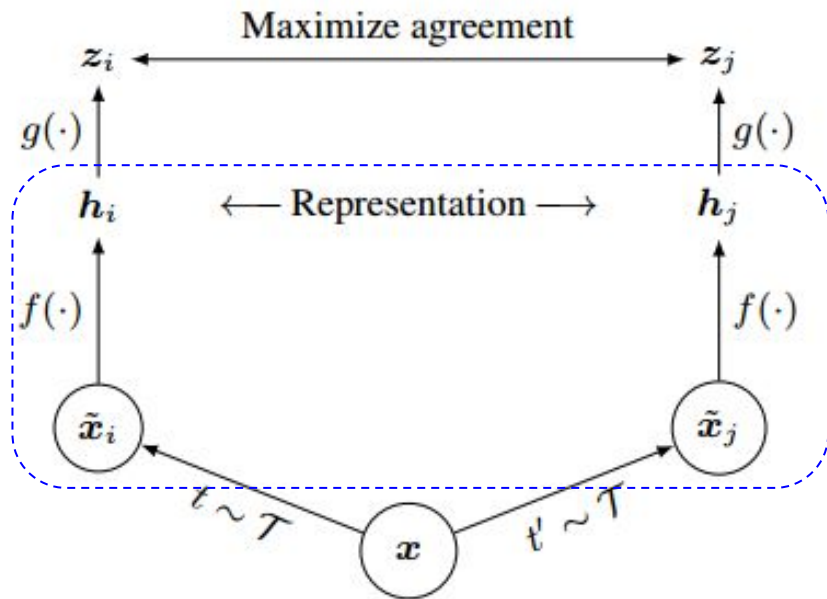 Maximize agreement
z_i z_j
g(·) g(·)
h_i ← Representation → h_j
f(·) f(·)
x̃_i x̃_j
t ∼ 𝒯 t′ ∼ 𝒯
x